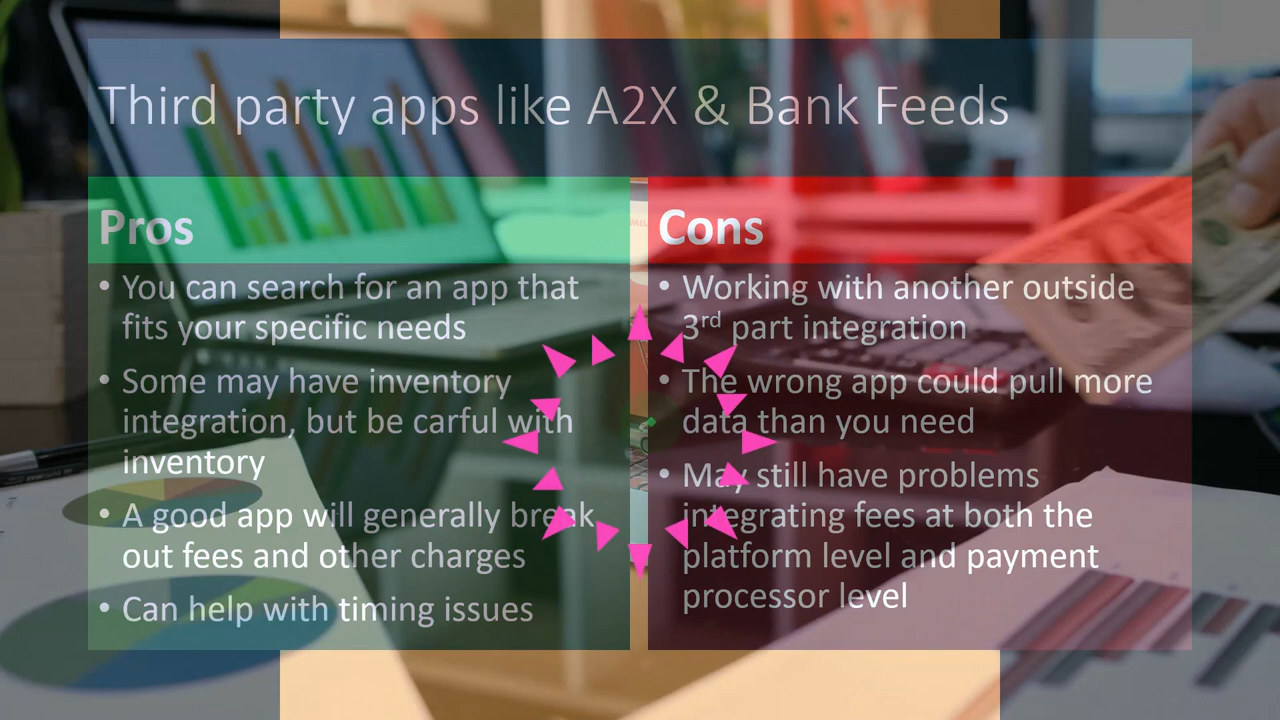 Third party apps like A2X & Bank Feeds
Pros
• You can search for an app that
fits your specific needs
• Some may have inventory
integration, but be carful with
inventory
• A good app will generally break
out fees and other charges
• Can help with timing issues
Cons
• Working with another outside
3rd part integration
• The wrong app could pull more
data than you need
• May still have problems
integrating fees at both the
platform level and payment
processor level